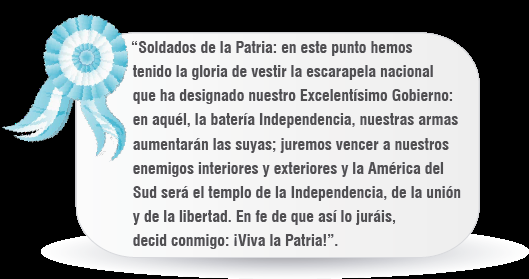 “Soldados de la Patria: en este punto hemos
tenido la gloria de vestir la escarapela nacional
que ha designado nuestro Excelentísimo Gobierno:
en aquél, la batería Independencia, nuestras armas
aumentarán las suyas; juremos vencer a nuestros
enemigos interiores y exteriores y la América del
Sud será el templo de la Independencia, de la unión
y de la libertad. En fe de que así lo juráis,
decid conmigo: ¡Viva la Patria!”.